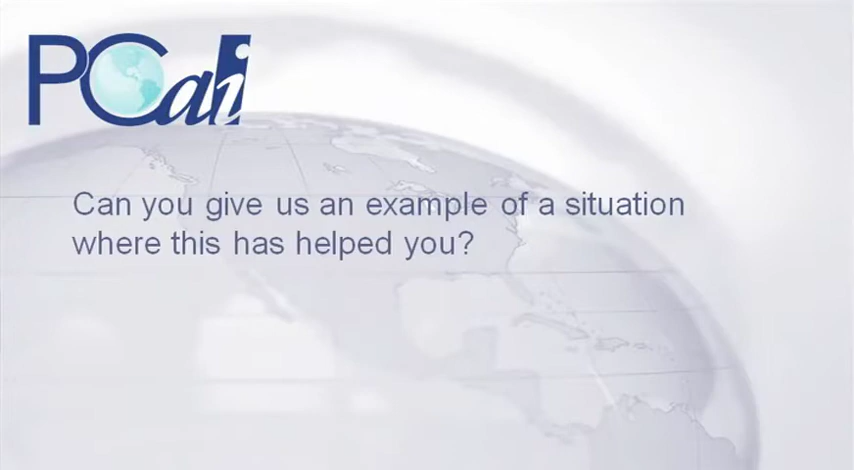 PCai
Can you give us an example of a situation
where this has helped you?